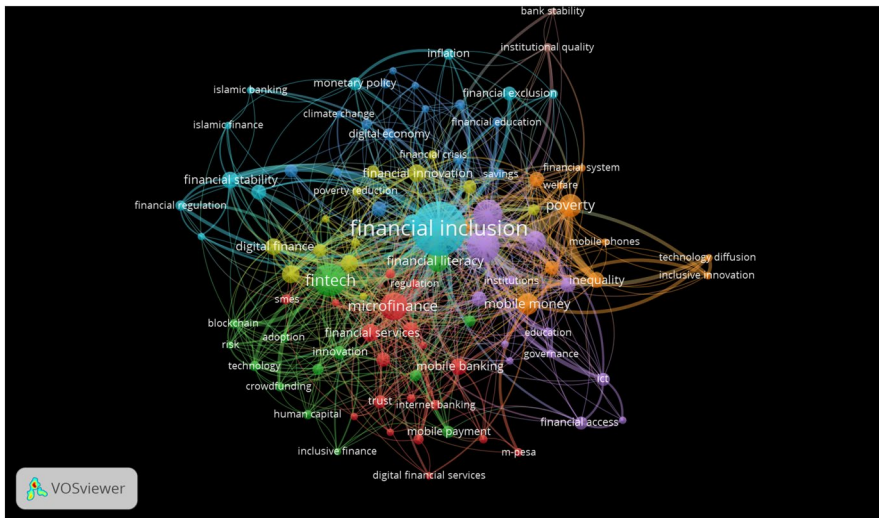 bank stability
institutional quality
inflation
monetary policy
islamic banking
financial exclusion
climate change
islamic finance
financial education
digital economy
financial crisis
financial system
financial innovation
savings
financial stability
welfare
poverty reduction
financial regulation
poverty
financial inclusion
mobile phones
digital finance
technology diffusion
financial literacy
inclusive innovation
fintech
regulation
institutions
inequality
smes
microfinance
mobile money
blockchain
financial services
education
adoption
risk
innovation
governance
technology
mobile banking
ict
crowdfunding
trust
internet banking
human capital
financial access
mobile payment
inclusive finance
m-pesa
digital financial services
VOSviewer